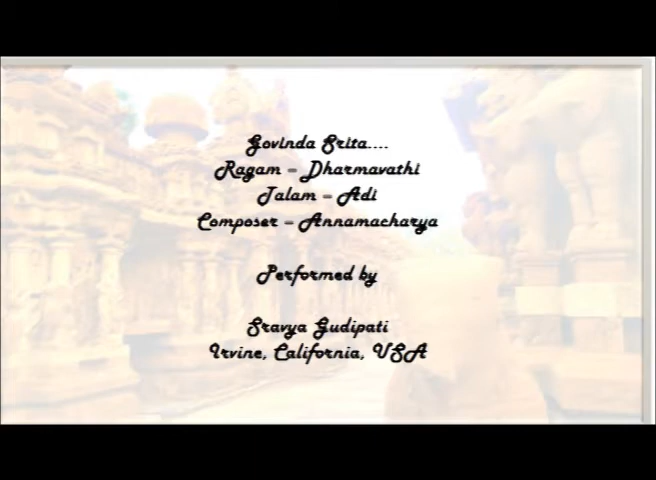 Govinda Srita....
Ragam - Dharmavathi
Talam - Adi
Composer - Annamacharya
Performed by
Sravya Gudipati
Irvine, California, USA